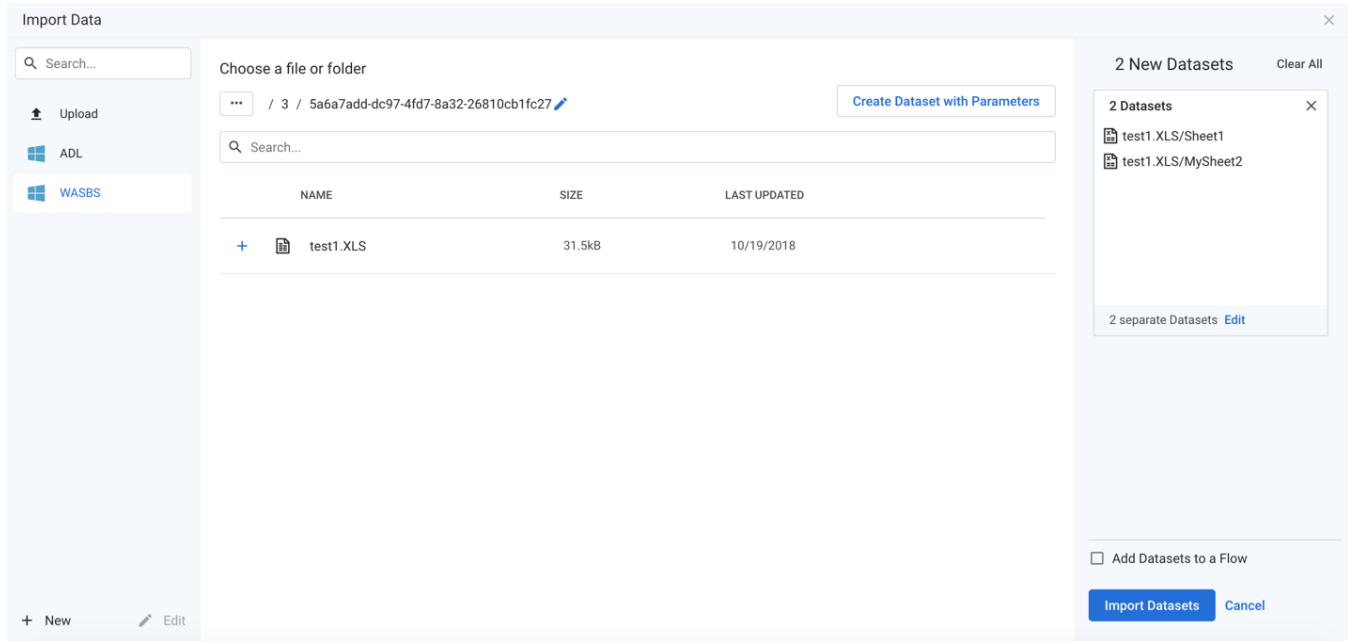 Import Data
Search...
Upload
ADL
WASBS
+ New
Edit
Choose a file or folder
... / 3 / 5a6a7add-dc97-4fd7-8a32-26810cb1fc27
Create Dataset with Parameters
Search...
NAME SIZE LAST UPDATED
+ test1.XLS 31.5kB 10/19/2018
2 New Datasets Clear All
2 Datasets
test1.XLS/Sheet1
test1.XLS/MySheet2
2 separate Datasets Edit
Add Datasets to a Flow
Import Datasets Cancel